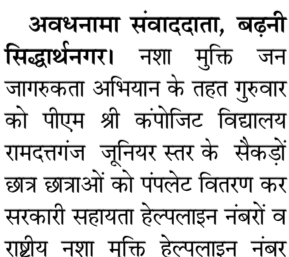 अवधनामा संवाददाता, बढ़नी
सिद्धार्थनगर। नशा मुक्ति जन
जागरुकता अभियान के तहत गुरुवार
को पीएम श्री कंपोजिट विद्यालय
रामदत्तगंज जूनियर स्तर के सैकड़ों
छात्र छात्राओं को पंपलेट वितरण कर
सरकारी सहायता हेल्पलाइन नंबरों व
राष्ट्रीय नशा मुक्ति हेल्पलाइन नंबर